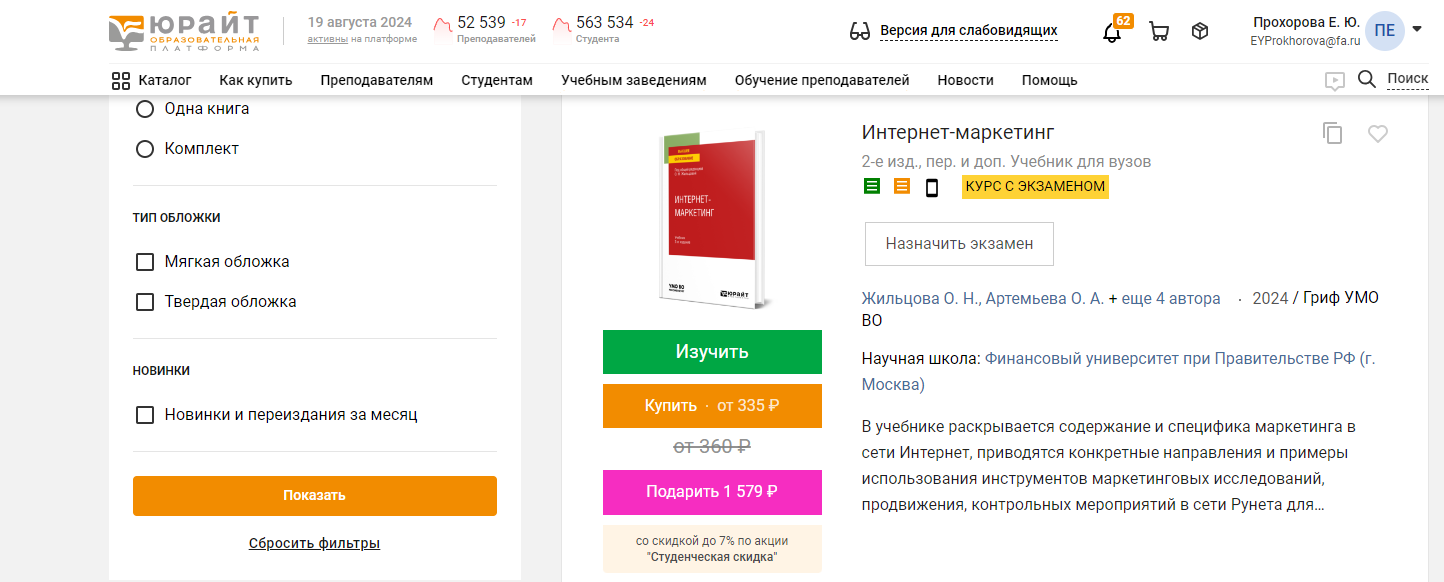 ЮРАЙТ
ОБРАЗОВАТЕЛЬНАЯ
ПЛАТФОРМА
19 августа 2024
активны на платформе
52 539 -17
Преподавателей
563 534 -24
Студента
Версия для слабовидящих
62
Прохорова Е. Ю.
EYProkhorova@fa.ru
ПЕ
Каталог Как купить Преподавателям Студентам Учебным заведениям Обучение преподавателей Новости Помощь Поиск
Одна книга
Комплект
ТИП ОБЛОЖКИ
Мягкая обложка
Твердая обложка
НОВИНКИ
Новинки и переиздания за месяц
Показать
Сбросить фильтры
ИНТЕРНЕТ-
МАРКЕТИНГ
УМО ВО
ЮРАЙТ
Изучить
Купить · от 335 ₽
от 360 ₽
Подарить 1 579 ₽
со скидкой до 7% по акции
"Студенческая скидка"
Интернет-маркетинг
2-е изд., пер. и доп. Учебник для вузов
КУРС С ЭКЗАМЕНОМ
Назначить экзамен
Жильцова О. Н., Артемьева О. А. + еще 4 автора · 2024 / Гриф УМО
ВО
Научная школа: Финансовый университет при Правительстве РФ (г.
Москва)
В учебнике раскрывается содержание и специфика маркетинга в
сети Интернет, приводятся конкретные направления и примеры
использования инструментов маркетинговых исследований,
продвижения, контрольных мероприятий в сети Рунета для…